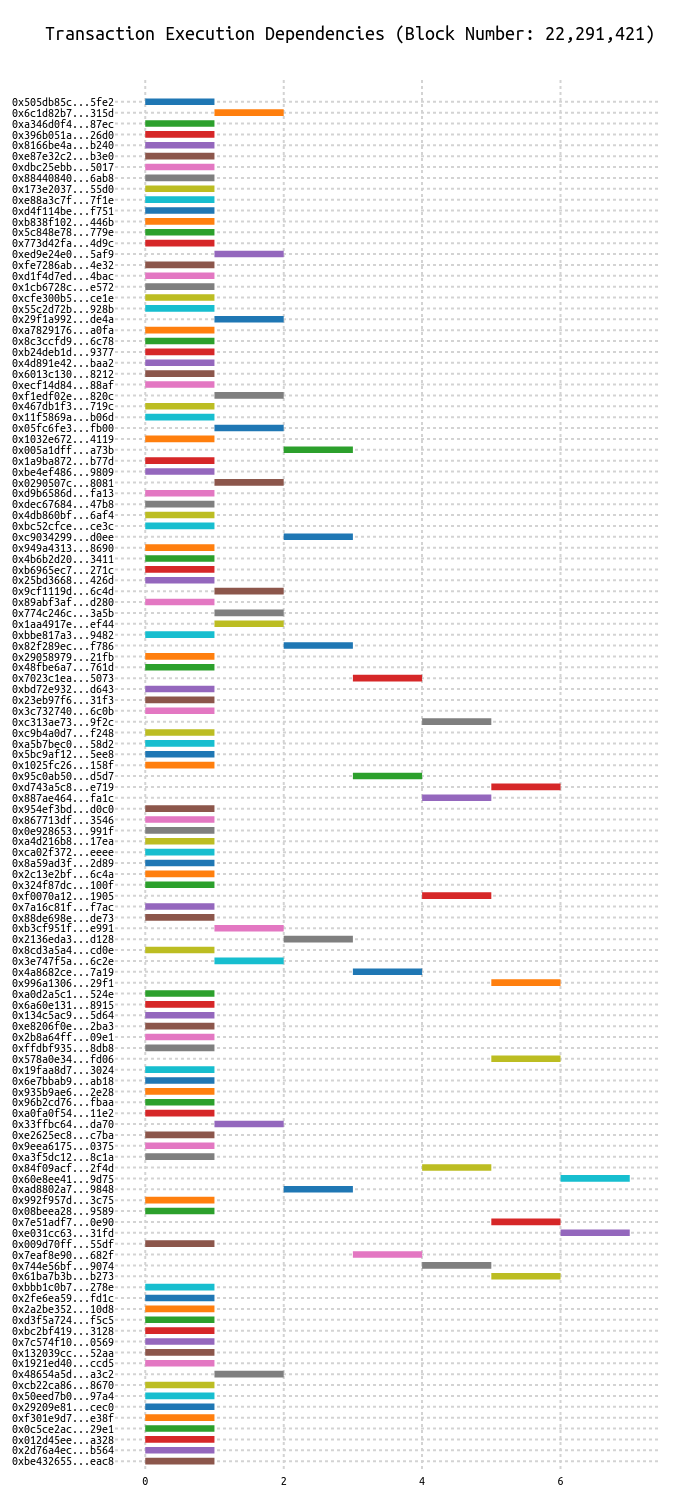 Transaction Execution Dependencies (Block Number: 22,291,421)
0x505db85c...5fe2
0x6c1d82b7...315d
0xa346d0f4...87ec
0x396b051a...26d0
0x8166be4a...b240
0xe87e32c2...b3e0
0xdbc25ebb...5017
0x88440840...6ab8
0x173e2037...55d0
0xe88a3c7f...7f1e
0xd4f114be...f751
0xb838f102...446b
0x5c848e78...779e
0x773d42fa...4d9c
0xed9e24e0...5af9
0xfe7286ab...4e32
0xd1f4d7ed...4bac
0x1cb6728c...e572
0xcfe300b5...ce1e
0x55c2d72b...928b
0x29f1a992...de4a
0xa7829176...a0fa
0x8c3ccfd9...6c78
0xb24deb1d...9377
0x4d891e42...baa2
0x6013c130...8212
0xecf14d84...88af
0xf1edf02e...820c
0x467db1f3...719c
0x11f5869a...b06d
0x05fc6fe3...fb00
0x1032e672...4119
0x005a1dff...a73b
0x1a9ba872...b77d
0xbe4ef486...9809
0x0290507c...8081
0xd9b6586d...fa13
0xdec67684...47b8
0x4db860bf...6af4
0xbc52cfce...ce3c
0xc9034299...d0ee
0x949a4313...8690
0x4b6b2d20...3411
0xb6965ec7...271c
0x25bd3668...426d
0x9cf1119d...6c4d
0x89abf3af...d280
0x774c246c...3a5b
0x1aa4917e...ef44
0xbbe817a3...9482
0x82f289ec...f786
0x29058979...21fb
0x48fbe6a7...761d
0x7023c1ea...5073
0xbd72e932...d643
0x23eb97f6...31f3
0x3c732740...6c0b
0xc313ae73...9f2c
0xc9b4a0d7...f248
0xa5b7bec0...58d2
0x5bc9af12...5ee8
0x1025fc26...158f
0x95c0ab50...d5d7
0xd743a5c8...e719
0x887ae464...fa1c
0x954ef3bd...d0c0
0x867713df...3546
0x0e928653...991f
0xa4d216b8...17ea
0xca02f372...eeee
0x8a59ad3f...2d89
0x2c13e2bf...6c4a
0x324f87dc...100f
0xf0070a12...1905
0x7a16c81f...f7ac
0x88de698e...de73
0xb3cf951f...e991
0x2136eda3...d128
0x8cd3a5a4...cd0e
0x3e747f5a...6c2e
0x4a8682ce...7a19
0x996a1306...29f1
0xa0d2a5c1...524e
0x6a60e131...8915
0x134c5ac9...5d64
0xe8206f0e...2ba3
0x2b8a64ff...09e1
0xffdbf935...8db8
0x578a0e34...fd06
0x19faa8d7...3024
0x6e7bbab9...ab18
0x935b9ae6...2e28
0x96b2cd76...fbaa
0xa0fa0f54...11e2
0x33ffbc64...da70
0xe2625ec8...c7ba
0x9eea6175...0375
0xa3f5dc12...8c1a
0x84f09acf...2f4d
0x60e8ee41...9d75
0xad8802a7...9848
0x992f957d...3c75
0x08beea28...9589
0x7e51adf7...0e90
0xe031cc63...31fd
0x009d70ff...55df
0x7eaf8e90...682f
0x744e56bf...9074
0x61ba7b3b...b273
0xbbb1c0b7...278e
0x2fe6ea59...fd1c
0x2a2be352...10d8
0xd3f5a724...f5c5
0xbc2bf419...3128
0x7c574f10...0569
0x132039cc...52aa
0x1921ed40...ccd5
0x48654a5d...a3c2
0xcb22ca86...8670
0x50eed7b0...97a4
0x29209e81...cec0
0xf301e9d7...e38f
0x0c5ce2ac...29e1
0x012d45ee...a328
0x2d76a4ec...b564
0xbe432655...eac8
0 2 4 6